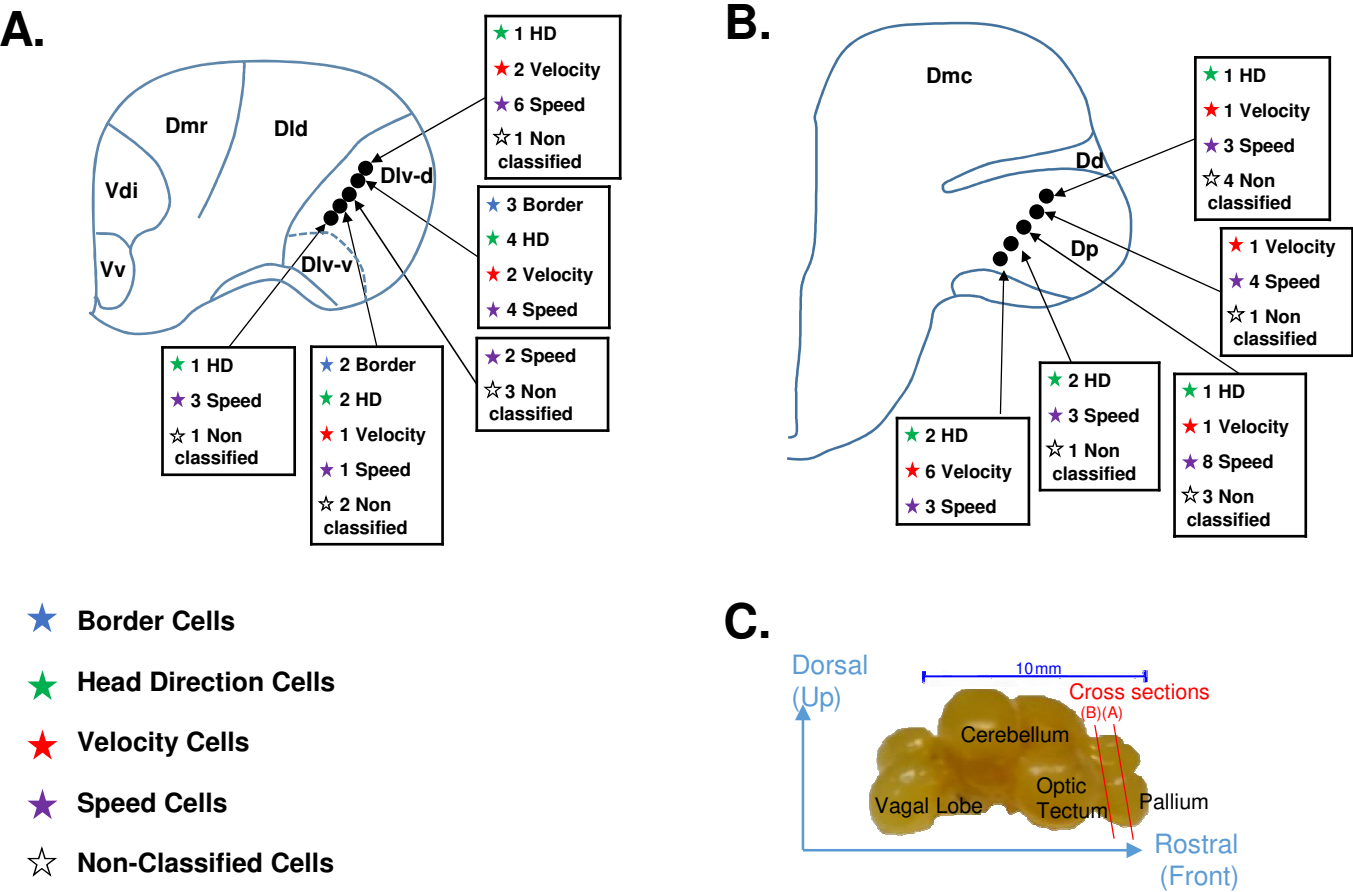 A.
Dmr
Dld
Vdi
Vv
Dlv-d
Dlv-v
1 HD
2 Velocity
6 Speed
1 Non
classified
3 Border
4 HD
2 Velocity
4 Speed
2 Speed
3 Non
classified
1 HD
3 Speed
1 Non
classified
2 Border
2 HD
1 Velocity
1 Speed
2 Non
classified
B.
Dmc
Dd
Dp
1 HD
1 Velocity
3 Speed
4 Non
classified
1 Velocity
4 Speed
1 Non
classified
2 HD
6 Velocity
3 Speed
2 HD
3 Speed
1 Non
classified
1 HD
1 Velocity
8 Speed
3 Non
classified
Border Cells
Head Direction Cells
Velocity Cells
Speed Cells
Non-Classified Cells
C.
Dorsal
(Up)
10 mm
Cross sections
(B)(A)
Cerebellum
Optic
Tectum
Vagal Lobe
Pallium
Rostral
(Front)